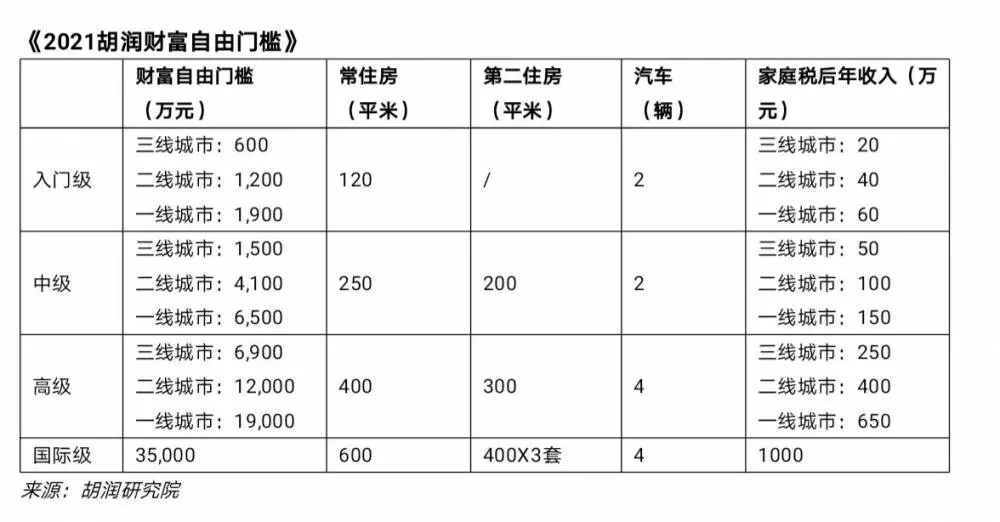 《2021胡润财富自由门槛》
财富自由门槛（万元） 常住房（平米） 第二住房（平米） 汽车（辆） 家庭税后年收入（万元）
入门级 三线城市：600 二线城市：1,200 一线城市：1,900 120 / 2 三线城市：20 二线城市：40 一线城市：60
中级 三线城市：1,500 二线城市：4,100 一线城市：6,500 250 200 2 三线城市：50 二线城市：100 一线城市：150
高级 三线城市：6,900 二线城市：12,000 一线城市：19,000 400 300 4 三线城市：250 二线城市：400 一线城市：650
国际级 35,000 600 400X3套 4 1000
来源：胡润研究院